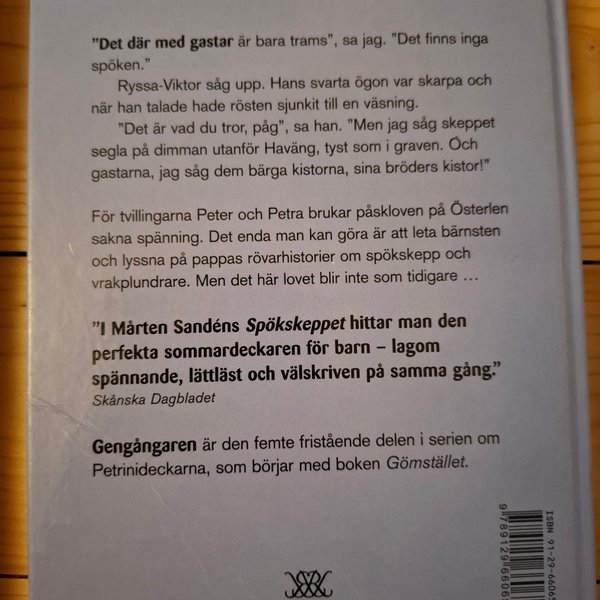 "Det där med gastar är bara trams", sa jag. "Det finns inga
spöken."
Ryssa-Viktor såg upp. Hans svarta ögon var skarpa och
när han talade hade rösten sjunkit till en väsning.
"Det är vad du tror, påg", sa han. "Men jag såg skeppet
segla på dimman utanför Haväng, tyst som i graven. Och
gastarna, jag såg dem bärga kistorna, sina bröders kistor!"
För tvillingarna Peter och Petra brukar påskloven på Österlen
sakna spänning. Det enda man kan göra är att leta bärnsten
och lyssna på pappas rövarhistorier om spökskepp och
vrakplundrare. Men det här lovet blir inte som tidigare ...
"I Mårten Sandéns Spökskeppet hittar man den
perfekta sommardeckaren för barn – lagom
spännande, lättläst och välskriven på samma gång."
Skånska Dagbladet
Gengångaren är den femte fristående delen i serien om
Petrinideckarna, som börjar med boken Gömstället.
ISBN